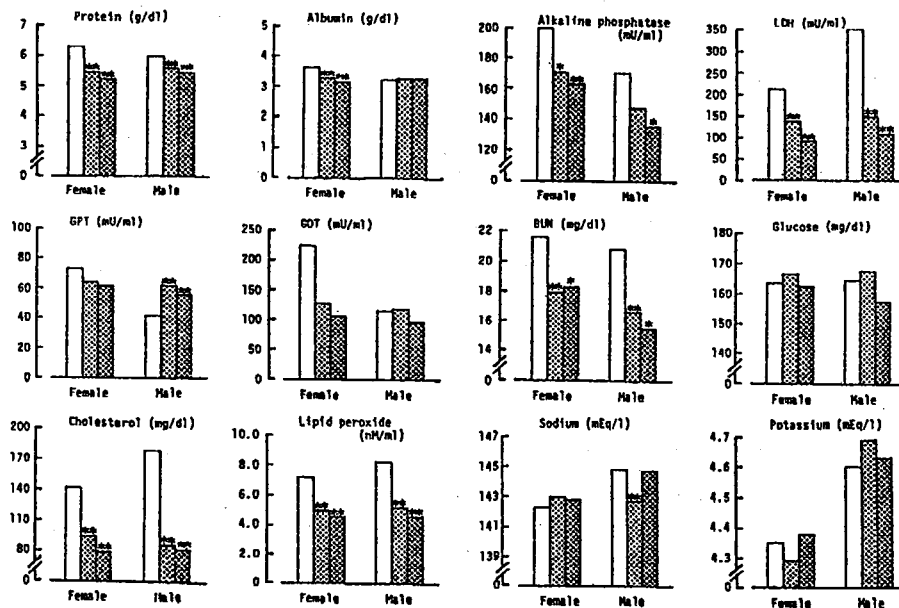 Protein (g/dl)
7
6
5
4
3
0
** ** ** **
Female Male
Albumin (g/dl)
5
4
3
2
1
0
** **
Female Male
Alkaline phosphatase
(mU/ml)
200
180
160
140
120
0
* ** *
Female Male
LDH (mU/ml)
350
300
250
200
150
100
50
0
** ** ** **
Female Male
GPT (mU/ml)
100
80
60
40
20
0
** **
Female Male
GOT (mU/ml)
250
200
150
100
50
0
Female Male
BUN (mg/dl)
22
20
18
16
14
0
** * ** *
Female Male
Glucose (mg/dl)
180
170
160
150
140
0
Female Male
Cholestarol (mg/dl)
200
170
140
110
80
0
** ** ** **
Female Male
Lipid peroxide
(nM/ml)
10.0
8.0
6.0
4.0
2.0
0
** ** ** **
Female Male
Sodium (mEq/l)
147
145
143
141
139
0
**
Female Male
Potassium (mEq/l)
4.7
4.6
4.5
4.4
4.3
0
Female Male